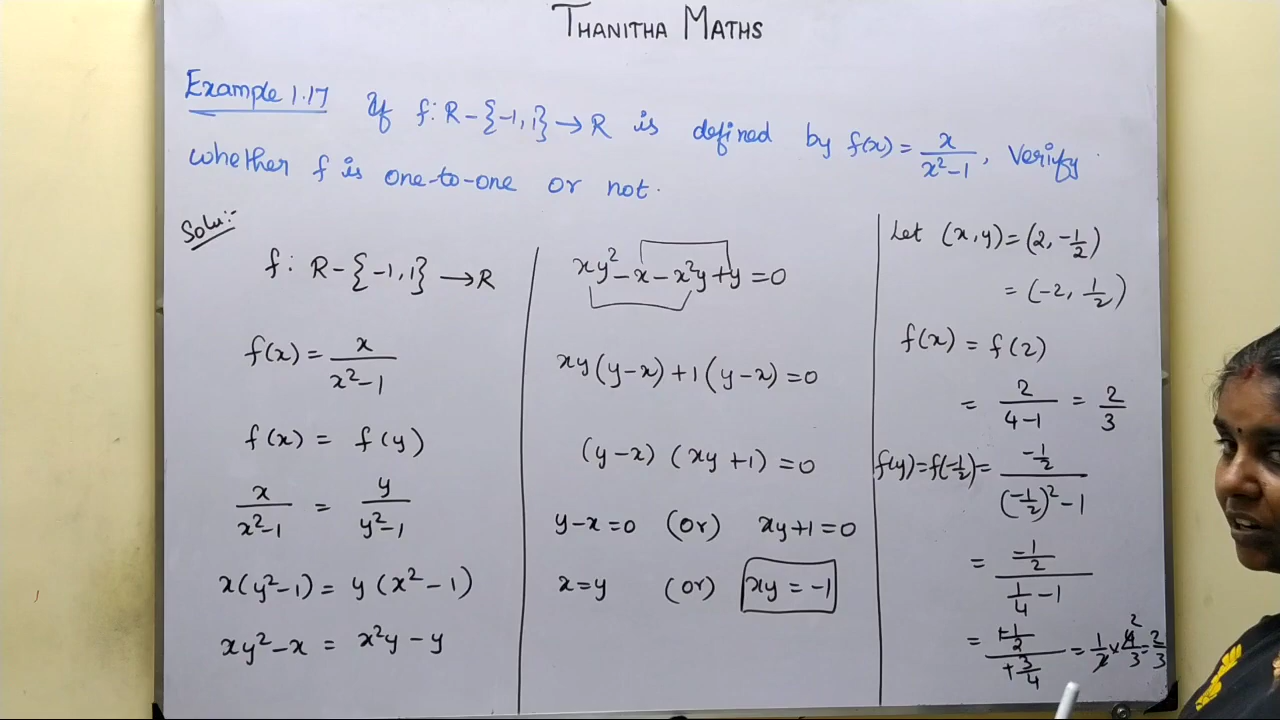 THANITHA MATHS
Example 1.17 If f: R - {-1, 1} → R is defined by f(x) = x/(x² - 1), verify
whether f is one-to-one or not.
Solu:-
f: R - {-1, 1} → R
f(x) = x/(x² - 1)
f(x) = f(y)
x/(x² - 1) = y/(y² - 1)
x(y² - 1) = y(x² - 1)
xy² - x = x²y - y
xy² - x - x²y + y = 0
xy(y - x) + 1(y - x) = 0
(y - x) (xy + 1) = 0
y - x = 0 (or) xy + 1 = 0
x = y (or) xy = -1
Let (x, y) = (2, -1/2)
= (-2, 1/2)
f(x) = f(2)
= 2/(4 - 1) = 2/3
f(y) = f(-1/2) = (-1/2)/((-1/2)² - 1)
= (-1/2)/(1/4 - 1)
= (+1/2)/(+3/4) = 1/2 × 4/3 = 2/3